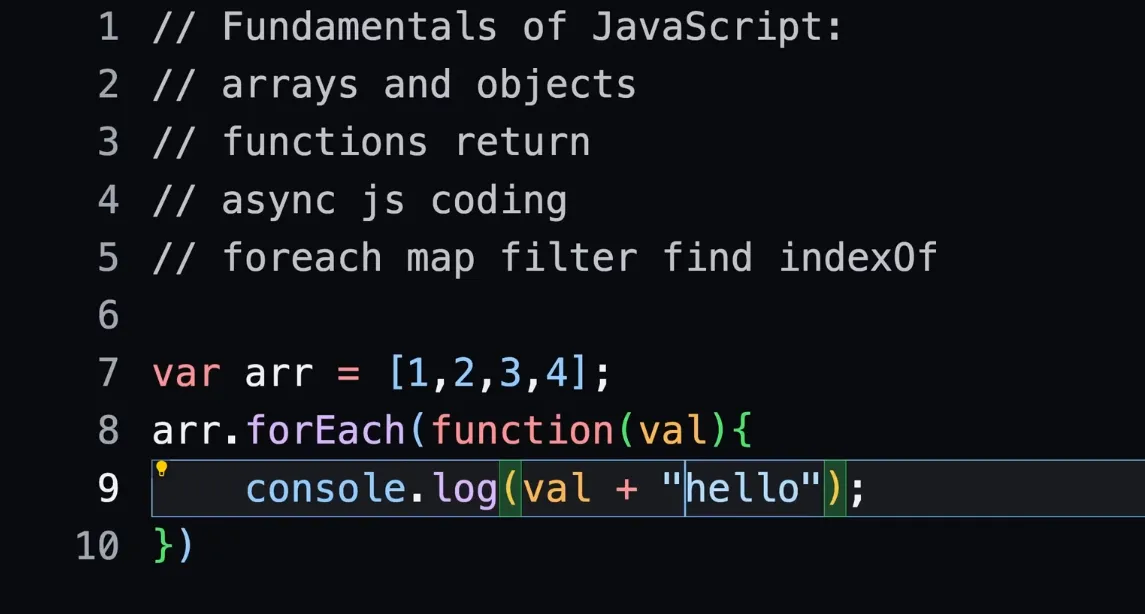 1 // Fundamentals of JavaScript:
2 // arrays and objects
3 // functions return
4 // async js coding
5 // foreach map filter find indexOf
6
7 var arr = [1,2,3,4];
8 arr.forEach(function(val){
9     console.log(val + "hello");
10 })